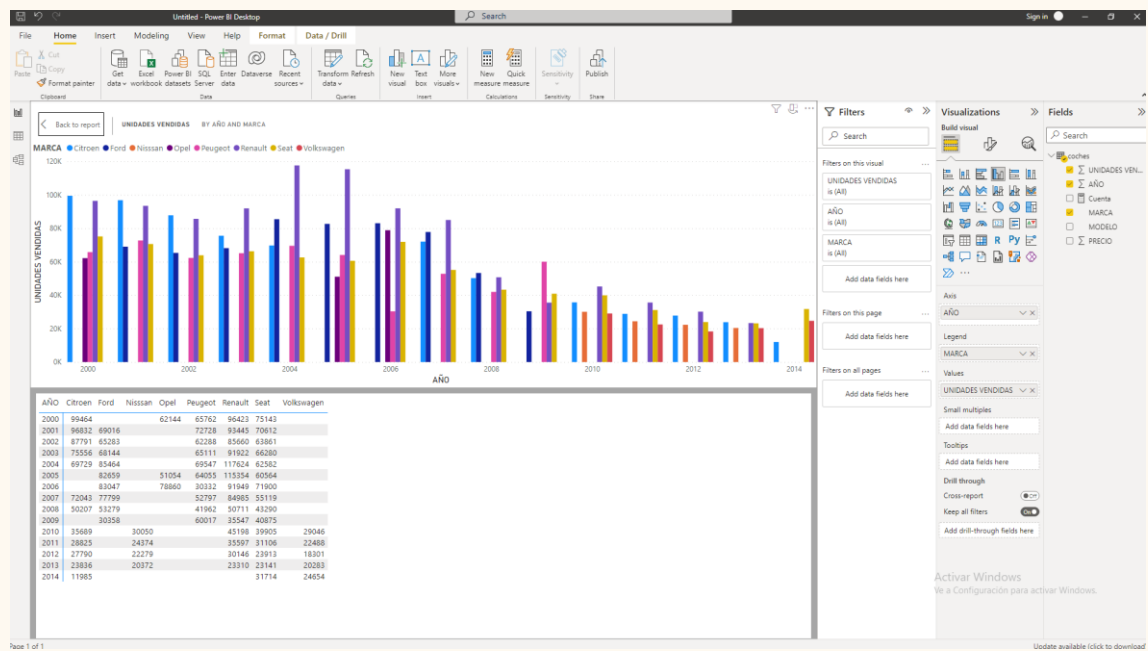 Untitled - Power BI Desktop
Search
Sign in
File Home Insert Modeling View Help Format Data / Drill
Paste
Cut
Copy
Format painter
Clipboard
Get data
Excel workbook
Power BI datasets
SQL Server
Enter data
Dataverse
Recent sources
Data
Transform data
Refresh
Queries
New visual
Text box
More visuals
Insert
New measure
Quick measure
Calculations
Sensitivity
Sensitivity
Publish
Share
Back to report
UNIDADES VENDIDAS BY AÑO AND MARCA
MARCA Citroen Ford Nisssan Opel Peugeot Renault Seat Volkswagen
UNIDADES VENDIDAS
120K
100K
80K
60K
40K
20K
0K
2000 2002 2004 2006 2008 2010 2012 2014
AÑO
AÑO Citroen Ford Nisssan Opel Peugeot Renault Seat Volkswagen
2000 99464 62144 65762 96423 75143
2001 96832 69016 72728 93445 70612
2002 87791 65283 62288 85660 63861
2003 75556 68144 65111 91922 66280
2004 69729 85464 69547 117624 62582
2005 82659 51054 64055 115354 60564
2006 83047 78860 30332 91949 71900
2007 72043 77799 52797 84985 55119
2008 50207 53279 41962 50711 43290
2009 30358 60017 35547 40875
2010 35689 30050 45198 39905 29046
2011 28825 24374 35597 31106 22488
2012 27790 22279 30146 23913 18301
2013 23836 20372 23310 23141 20283
2014 11985 31714 24654
Filters
Search
Filters on this visual ...
UNIDADES VENDIDAS
is (All)
AÑO
is (All)
MARCA
is (All)
Add data fields here
Filters on this page ...
Add data fields here
Filters on all pages ...
Add data fields here
Visualizations
Build visual
R Py
...
Axis
AÑO
Legend
MARCA
Values
UNIDADES VENDIDAS
Small multiples
Add data fields here
Tooltips
Add data fields here
Drill through
Cross-report Off
Keep all filters On
Add drill-through fields here
Fields
Search
coches
UNIDADES VEN...
AÑO
Cuenta
MARCA
MODELO
PRECIO
Activar Windows
Ve a Configuración para activar Windows.
Page 1 of 1
Update available (click to download)